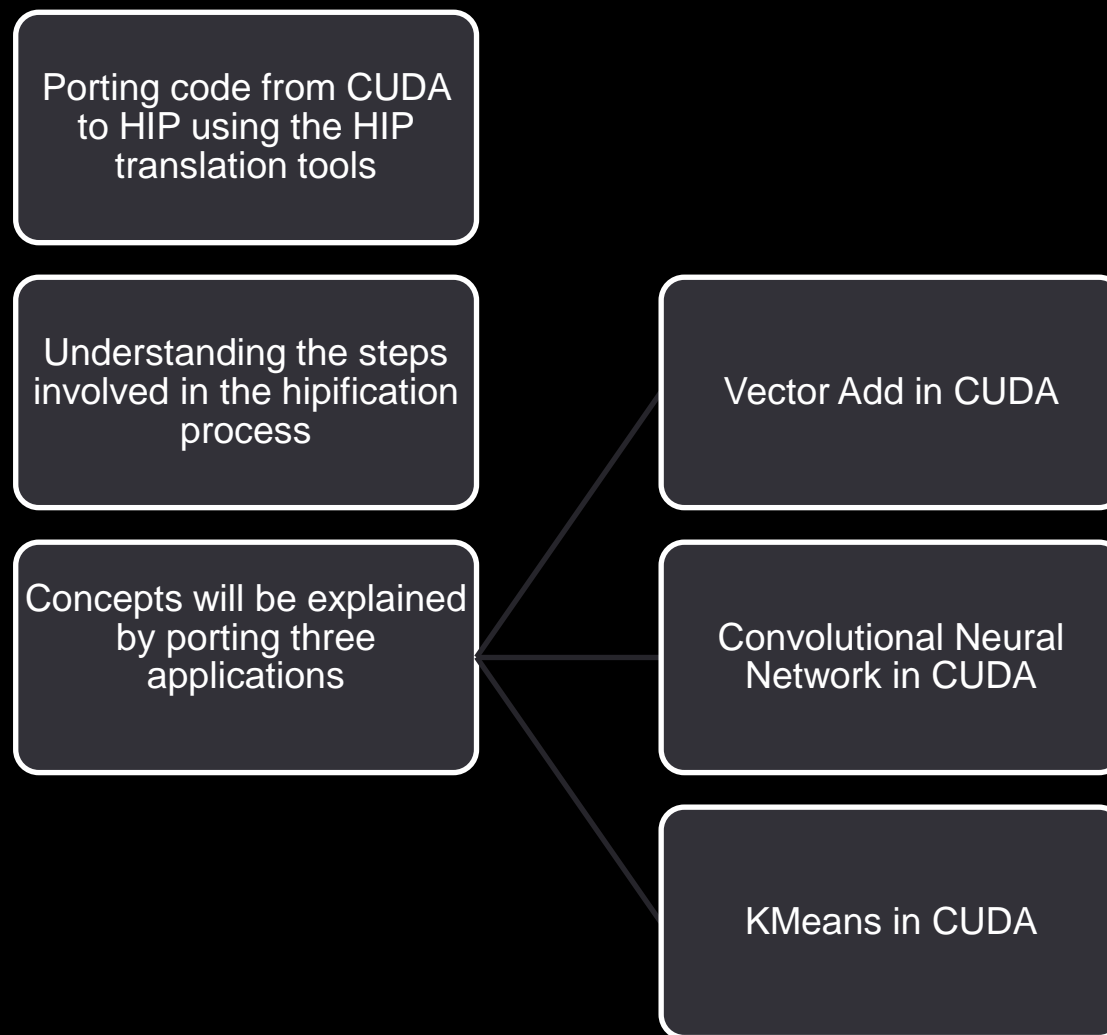 Porting code from CUDA
to HIP using the HIP
translation tools
Understanding the steps
involved in the hipification
process
Concepts will be explained
by porting three
applications
Vector Add in CUDA
Convolutional Neural
Network in CUDA
KMeans in CUDA